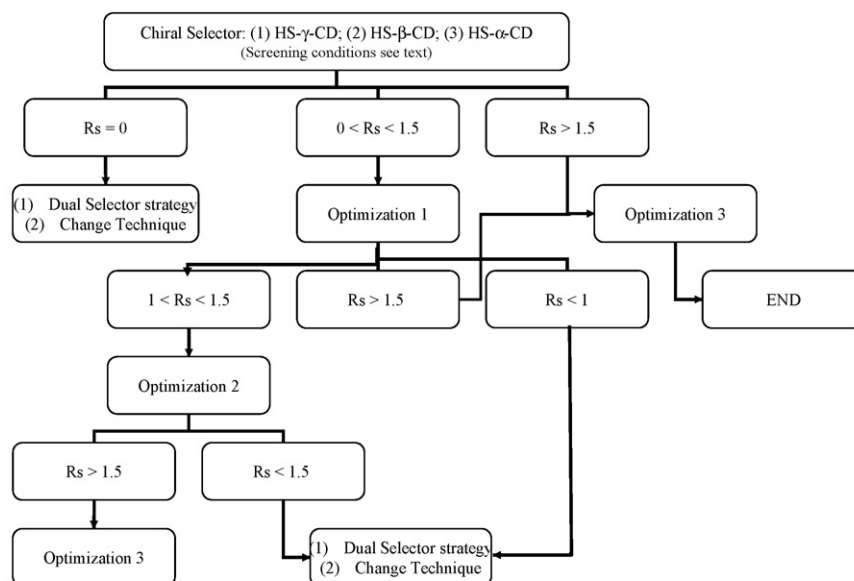 Chiral Selector: (1) HS-γ-CD; (2) HS-β-CD; (3) HS-α-CD
(Screening conditions see text)
Rs = 0
0 < Rs < 1.5
Rs > 1.5
(1) Dual Selector strategy
(2) Change Technique
Optimization 1
Optimization 3
1 < Rs < 1.5
Rs > 1.5
Rs < 1
END
Optimization 2
Rs > 1.5
Rs < 1.5
Optimization 3
(1) Dual Selector strategy
(2) Change Technique